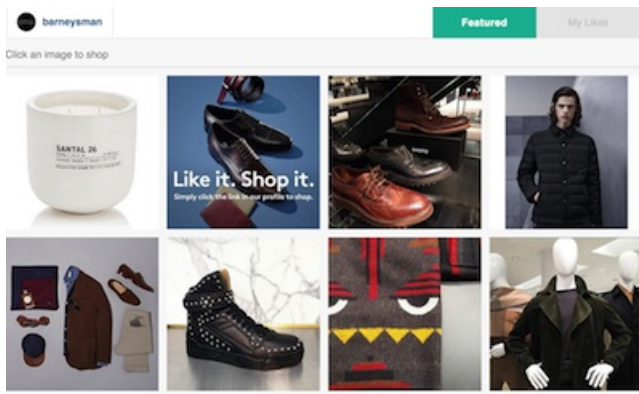 barneysman
Featured
My Likes
Click an image to shop
SANTAL 26
Like it. Shop it.
Simply click the link in our profile to shop.